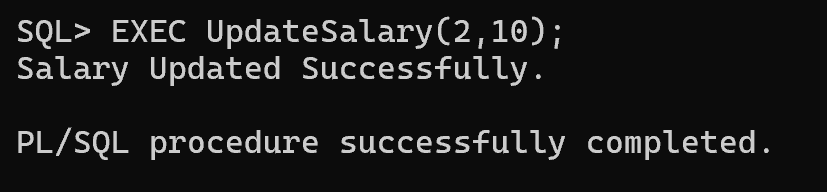 SQL> EXEC UpdateSalary(2,10);
Salary Updated Successfully.
PL/SQL procedure successfully completed.